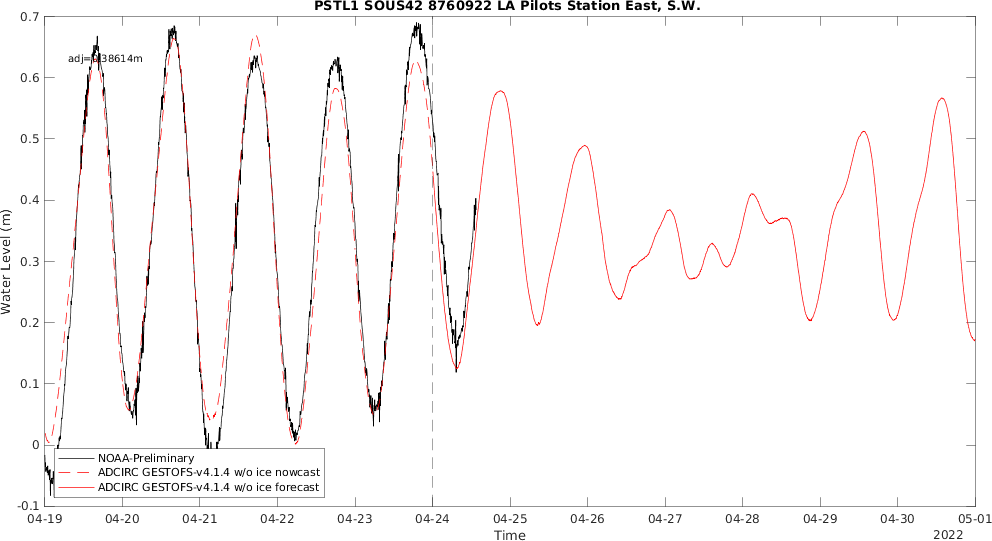 PSTL1 SOUS42 8760922 LA Pilots Station East, S.W.
0.7
0.6
0.5
0.4
0.3
0.2
0.1
0
-0.1
Water Level (m)
adj=0.38614m
NOAA-Preliminary
ADCIRC GESTOFS-v4.1.4 w/o ice nowcast
ADCIRC GESTOFS-v4.1.4 w/o ice forecast
04-19 04-20 04-21 04-22 04-23 04-24 04-25 04-26 04-27 04-28 04-29 04-30 05-01
Time
2022